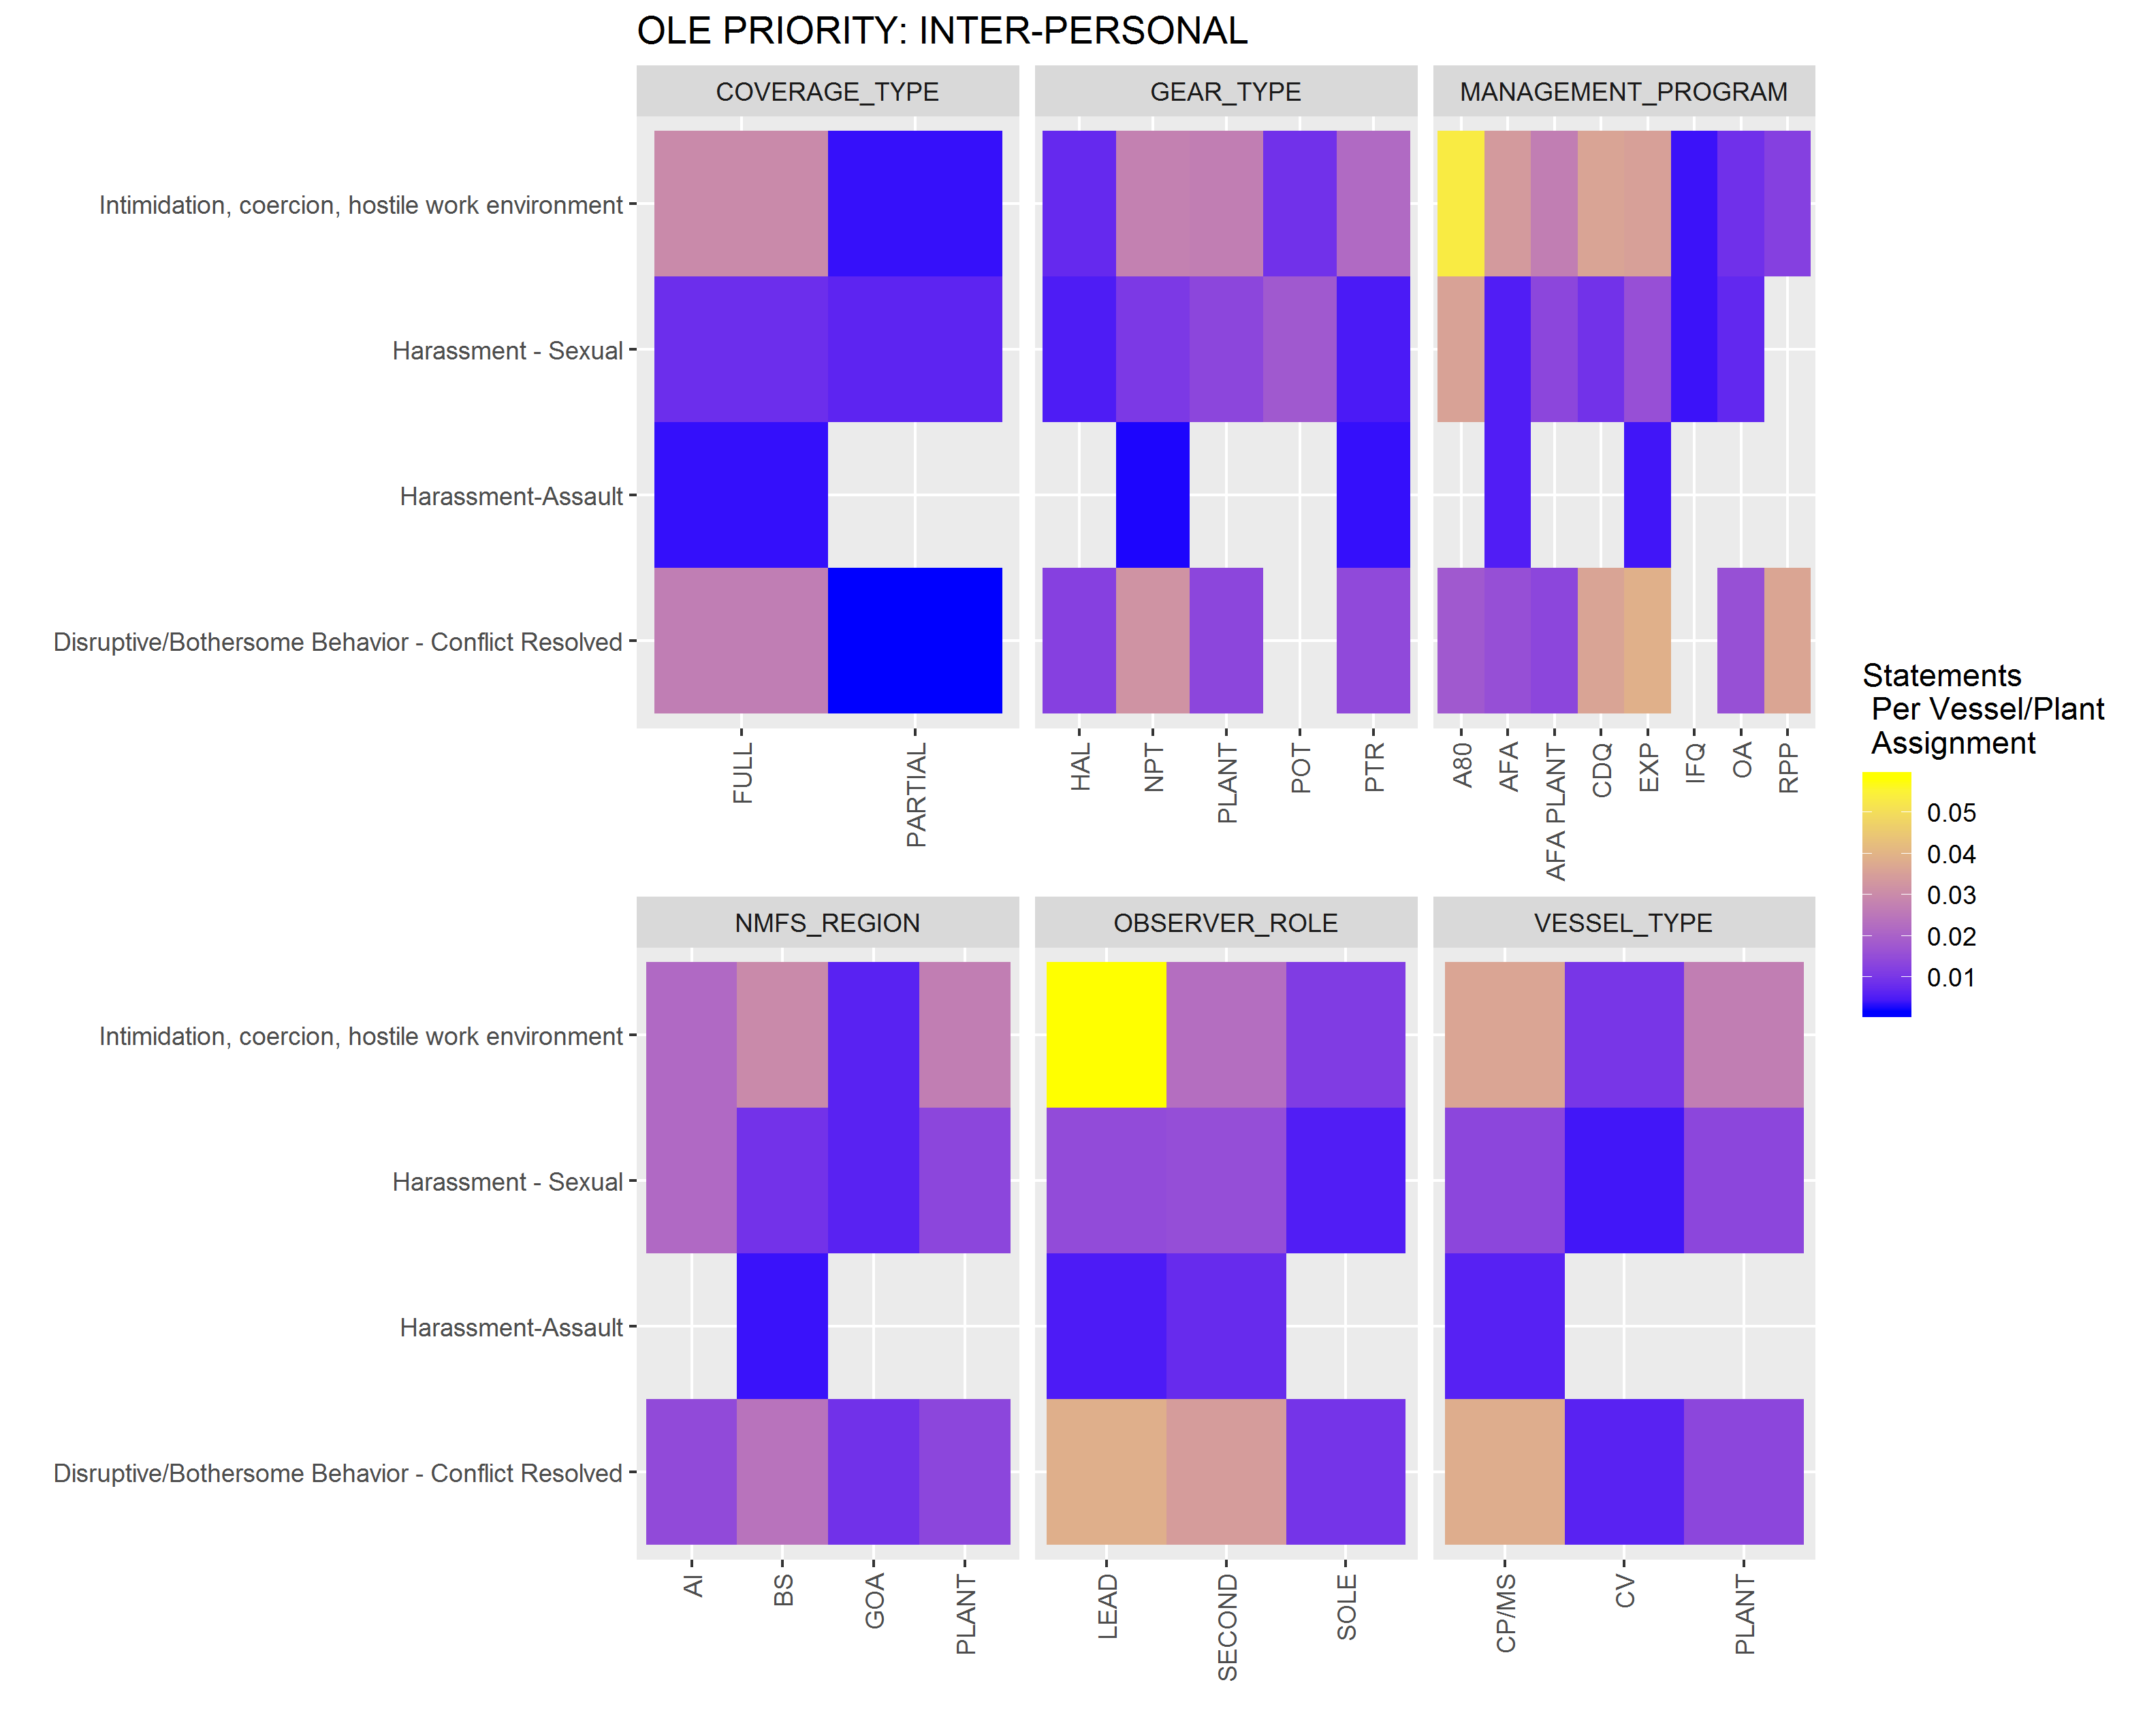 OLE PRIORITY: INTER-PERSONAL
COVERAGE_TYPE
GEAR_TYPE
MANAGEMENT_PROGRAM
Intimidation, coercion, hostile work environment
Harassment - Sexual
Harassment-Assault
Disruptive/Bothersome Behavior - Conflict Resolved
FULL
PARTIAL
HAL
NPT
PLANT
POT
PTR
A80
AFA
AFA PLANT
CDQ
EXP
IFQ
OA
RPP
NMFS_REGION
OBSERVER_ROLE
VESSEL_TYPE
Intimidation, coercion, hostile work environment
Harassment - Sexual
Harassment-Assault
Disruptive/Bothersome Behavior - Conflict Resolved
AI
BS
GOA
PLANT
LEAD
SECOND
SOLE
CP/MS
CV
PLANT
Statements
Per Vessel/Plant
Assignment
0.05
0.04
0.03
0.02
0.01